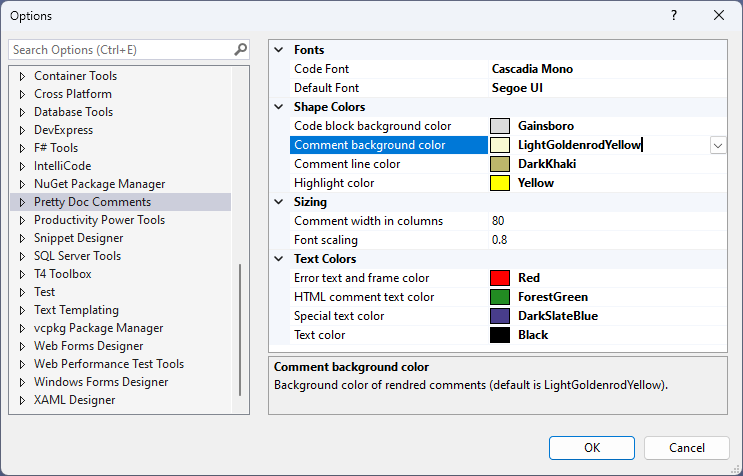 Options
?
Search Options (Ctrl+E)
Container Tools
Cross Platform
Database Tools
DevExpress
F# Tools
IntelliCode
NuGet Package Manager
Pretty Doc Comments
Productivity Power Tools
Snippet Designer
SQL Server Tools
T4 Toolbox
Test
Text Templating
vcpkg Package Manager
Web Forms Designer
Web Performance Test Tools
Windows Forms Designer
XAML Designer
Fonts
Code Font Cascadia Mono
Default Font Segoe UI
Shape Colors
Code block background color Gainsboro
Comment background color LightGoldenrodYellow
Comment line color DarkKhaki
Highlight color Yellow
Sizing
Comment width in columns 80
Font scaling 0.8
Text Colors
Error text and frame color Red
HTML comment text color ForestGreen
Special text color DarkSlateBlue
Text color Black
Comment background color
Background color of rendred comments (default is LightGoldenrodYellow).
OK Cancel